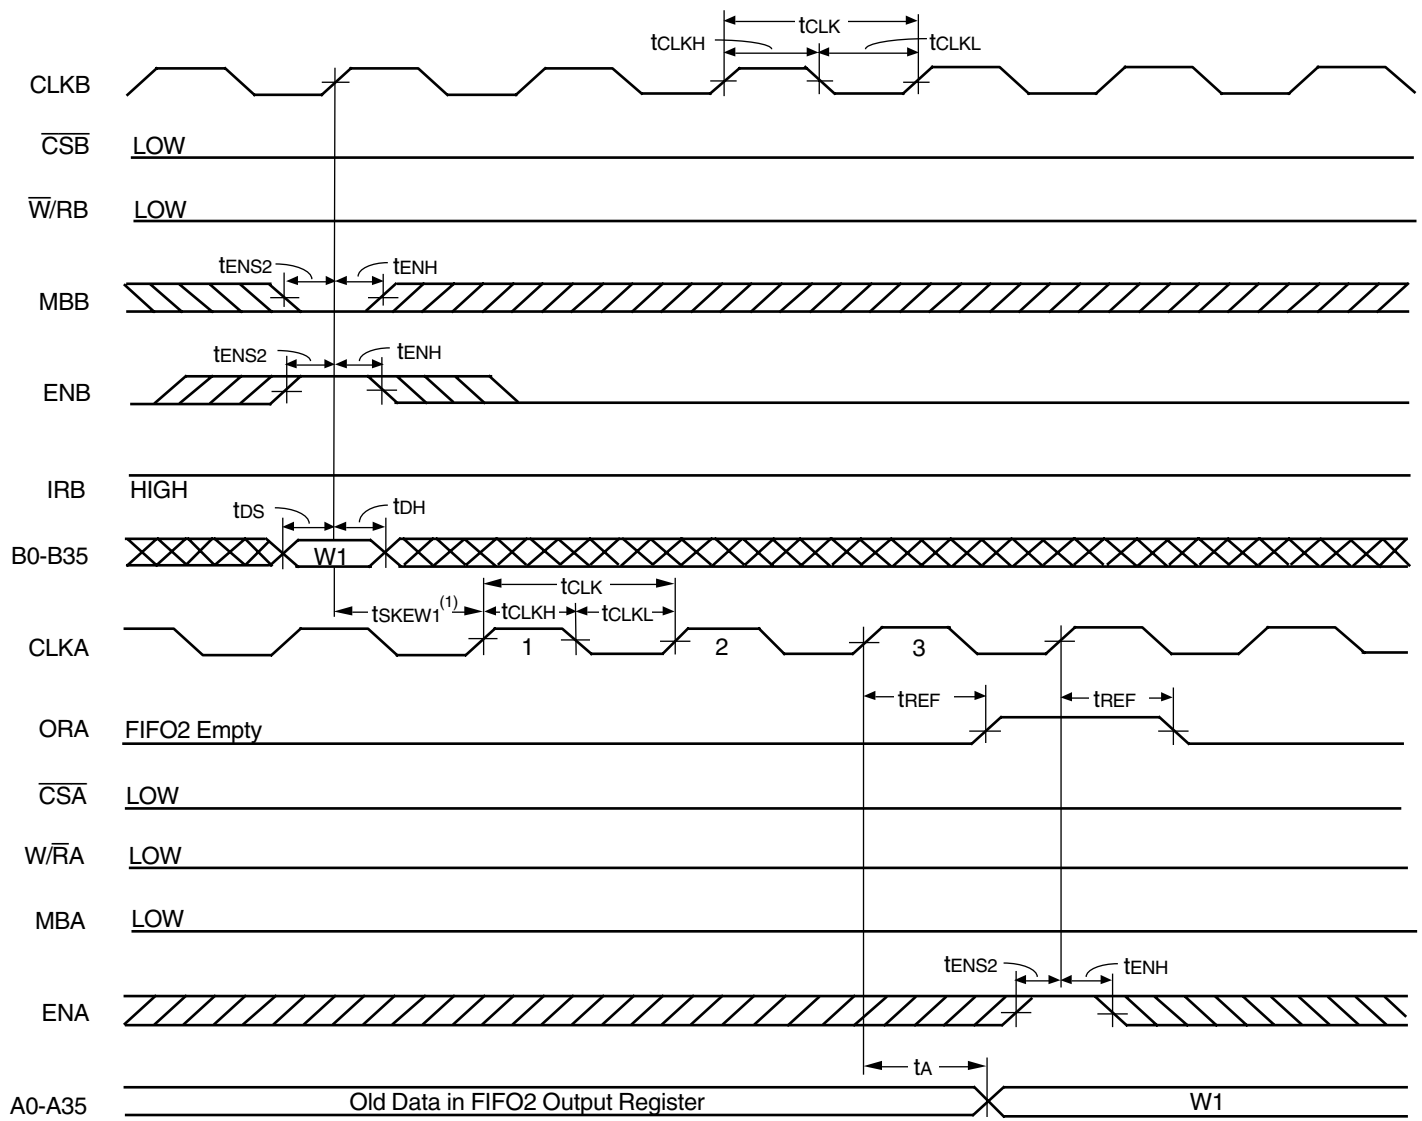 tCLK
tCLKH
tCLKL
CLKB
CSB LOW
W/RB LOW
tENS2 tENH
MBB
tENS2 tENH
ENB
IRB HIGH
tDS tDH
B0-B35 W1
tCLK
tSKEW1(1) tCLKH tCLKL
CLKA 1 2 3
tREF tREF
ORA FIFO2 Empty
CSA LOW
W/RA LOW
MBA LOW
tENS2 tENH
ENA
tA
A0-A35 Old Data in FIFO2 Output Register W1